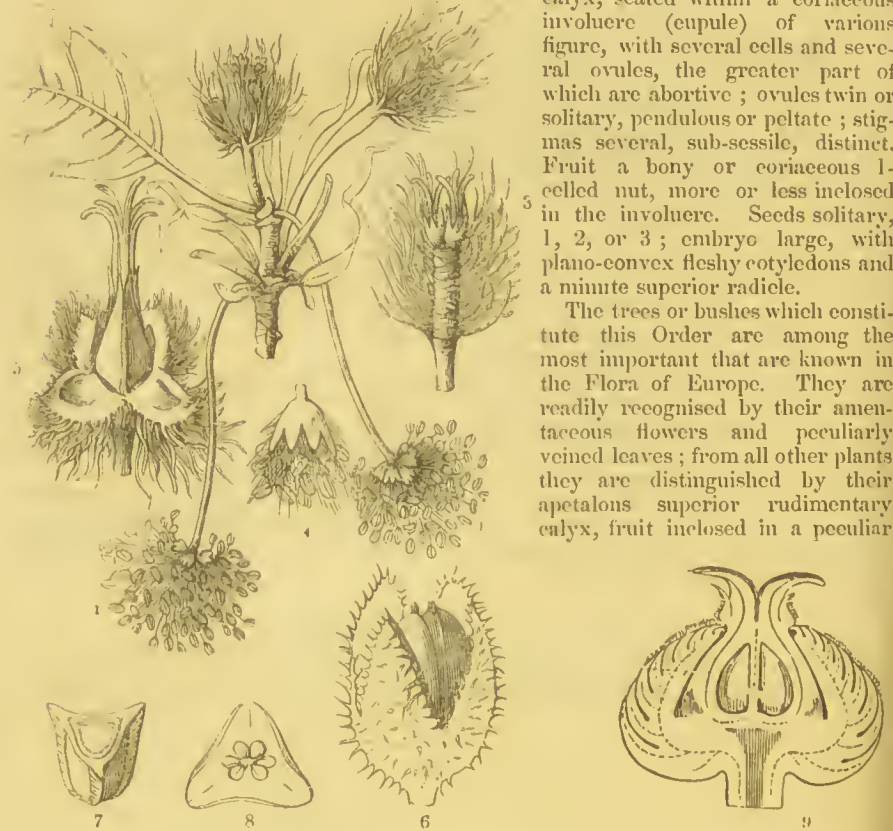 calyx, seated within a coriaceous
involucre (cupule) of various
figure, with several cells and seve-
ral ovules, the greater part of
which are abortive ; ovules twin or
solitary, pendulous or peltate ; stig-
mas several, sub-sessile, distinct.
Fruit a bony or coriaceous 1-
celled nut, more or less inclosed
in the involucre. Seeds solitary,
1, 2, or 3 ; embryo large, with
plano-convex fleshy cotyledons and
a minute superior radicle.
The trees or bushes which consti-
tute this Order are among the
most important that are known in
the Flora of Europe. They are
readily recognised by their amen-
taceous flowers and peculiarly
veined leaves ; from all other plants
they are distinguished by their
apetalous superior rudimentary
calyx, fruit inclosed in a peculiar
5
3
4
1
7
8
6
9